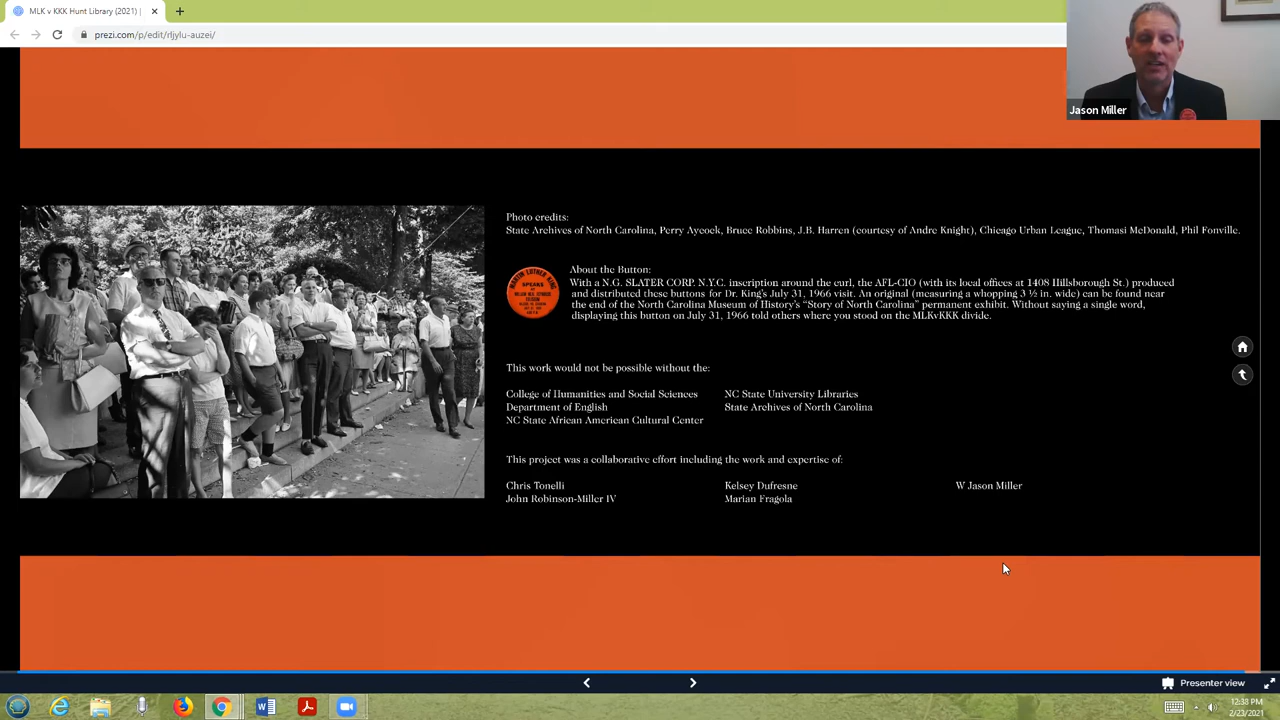 MLK v KKK Hunt Library (2021) |
prezi.com/p/edit/rljylu-auzei/
Jason Miller
Photo credits:
State Archives of North Carolina, Perry Aycock, Bruce Robbins, J.B. Harren (courtesy of Andre Knight), Chicago Urban League, Thomasi McDonald, Phil Fonville.
MARTIN LUTHER KING
SPEAKS
About the Button:
With a N.G. SLATER CORP. N.Y.C. inscription around the curl, the AFL-CIO (with its local offices at 1408 Hillsborough St.) produced
and distributed these buttons for Dr. King's July 31, 1966 visit. An original (measuring a whopping 3 ½ in. wide) can be found near
the end of the North Carolina Museum of History's "Story of North Carolina" permanent exhibit. Without saying a single word,
displaying this button on July 31, 1966 told others where you stood on the MLKvKKK divide.
This work would not be possible without the:
College of Humanities and Social Sciences
Department of English
NC State African American Cultural Center
NC State University Libraries
State Archives of North Carolina
This project was a collaborative effort including the work and expertise of:
Chris Tonelli
John Robinson-Miller IV
Kelsey Dufresne
Marian Fragola
W Jason Miller
Presenter view
12:38 PM
2/23/2021